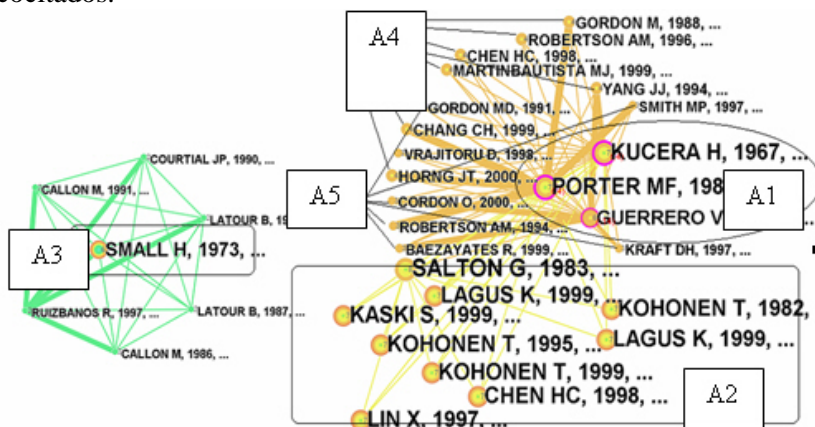 cocitados.
A4
GORDON M, 1988, ...
ROBERTSON AM, 1996, ...
CHEN HC, 1998, ...
MARTINBAUTISTA MJ, 1999, ...
YANG JJ, 1994, ...
GORDON MD, 1991, ...
SMITH MP, 1997, ...
CHANG CH, 1999, ...
KUCERA H, 1967, ...
VRAJITORU D, 1998, ...
COURTIAL JP, 1990, ...
HORNG JT, 2000, ...
PORTER MF, 198
CALLON M, 1991, ...
A5
CORDON O, 2000, ...
A1
GUERRERO V
LATOUR B, 19
ROBERTSON AM, 1994, ...
A3
SMALL H, 1973, ...
BAEZAYATES R, 1999, ...
KRAFT DH, 1997, ...
SALTON G, 1983, ...
LAGUS K, 1999, ...
RUIZBANOS R, 1997, ...
LATOUR B, 1987, ...
KASKI S, 1999, ...
KOHONEN T, 1982,
CALLON M, 1986, ...
KOHONEN T, 1995, ...
LAGUS K, 1999, ...
KOHONEN T, 1999, ...
CHEN HC, 1998, ...
A2
LIN X, 1997, ...